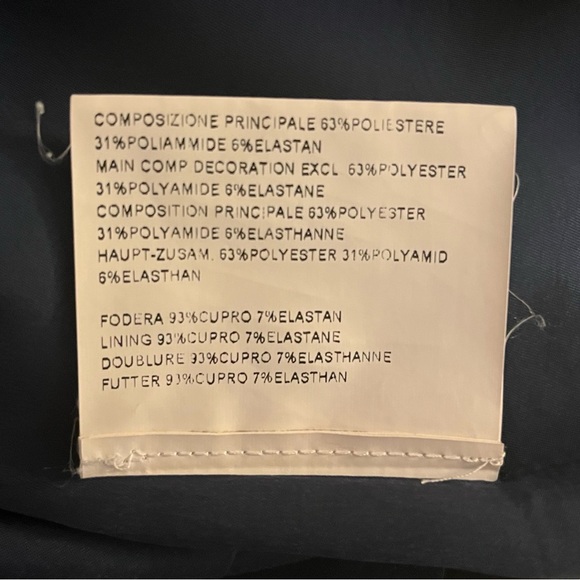 COMPOSIZIONE PRINCIPALE 63%POLIESTERE
31%POLIAMMIDE 6%ELASTAN
MAIN COMP DECORATION EXCL 63%POLYESTER
31%POLYAMIDE 6%ELASTANE
COMPOSITION PRINCIPALE 63%POLYESTER
31%POLYAMIDE 6%ELASTHANNE
HAUPT-ZUSAM. 63%POLYESTER 31%POLYAMID
6%ELASTHAN
FODERA 93%CUPRO 7%ELASTAN
LINING 93%CUPRO 7%ELASTANE
DOUBLURE 93%CUPRO 7%ELASTHANNE
FUTTER 93%CUPRO 7%ELASTHAN